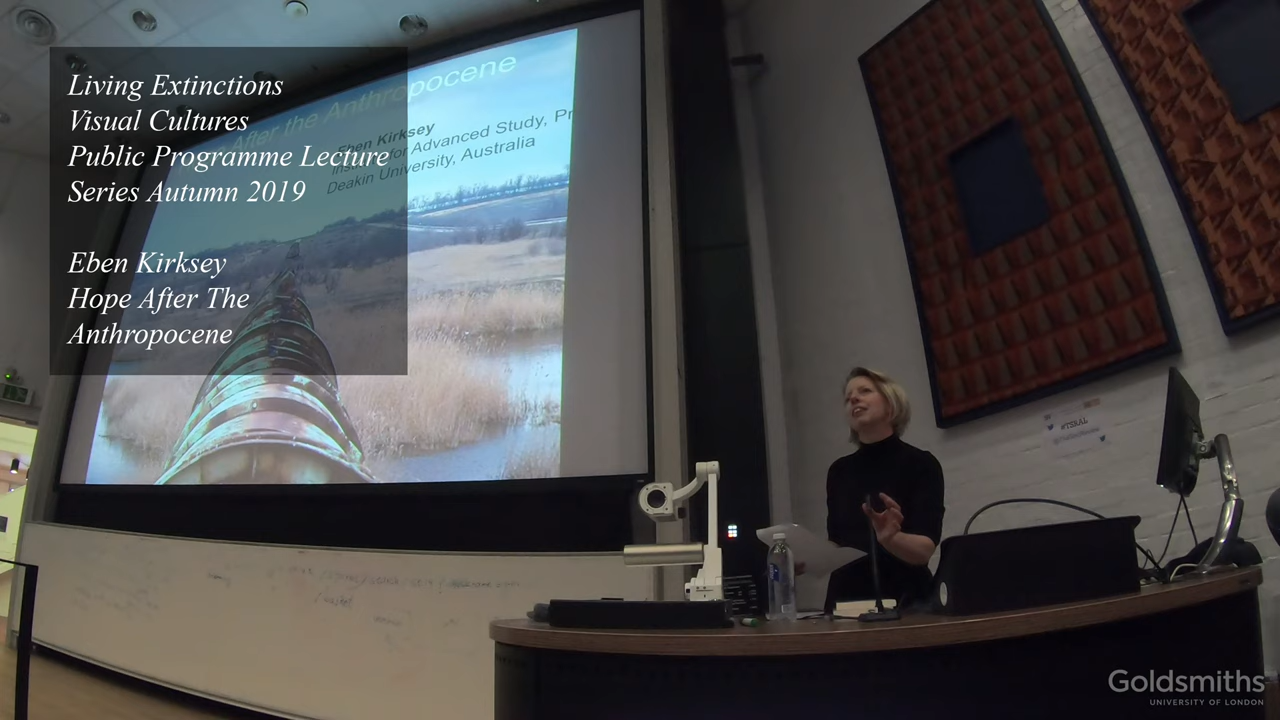 Living Extinctions
Visual Cultures
Public Programme Lecture
Series Autumn 2019
Eben Kirksey
Hope After The
Anthropocene
After the Anthropocene
Eben Kirksey
for Advanced Study, Pr
Deakin University, Australia
#TSRAL
Goldsmiths
UNIVERSITY OF LONDON